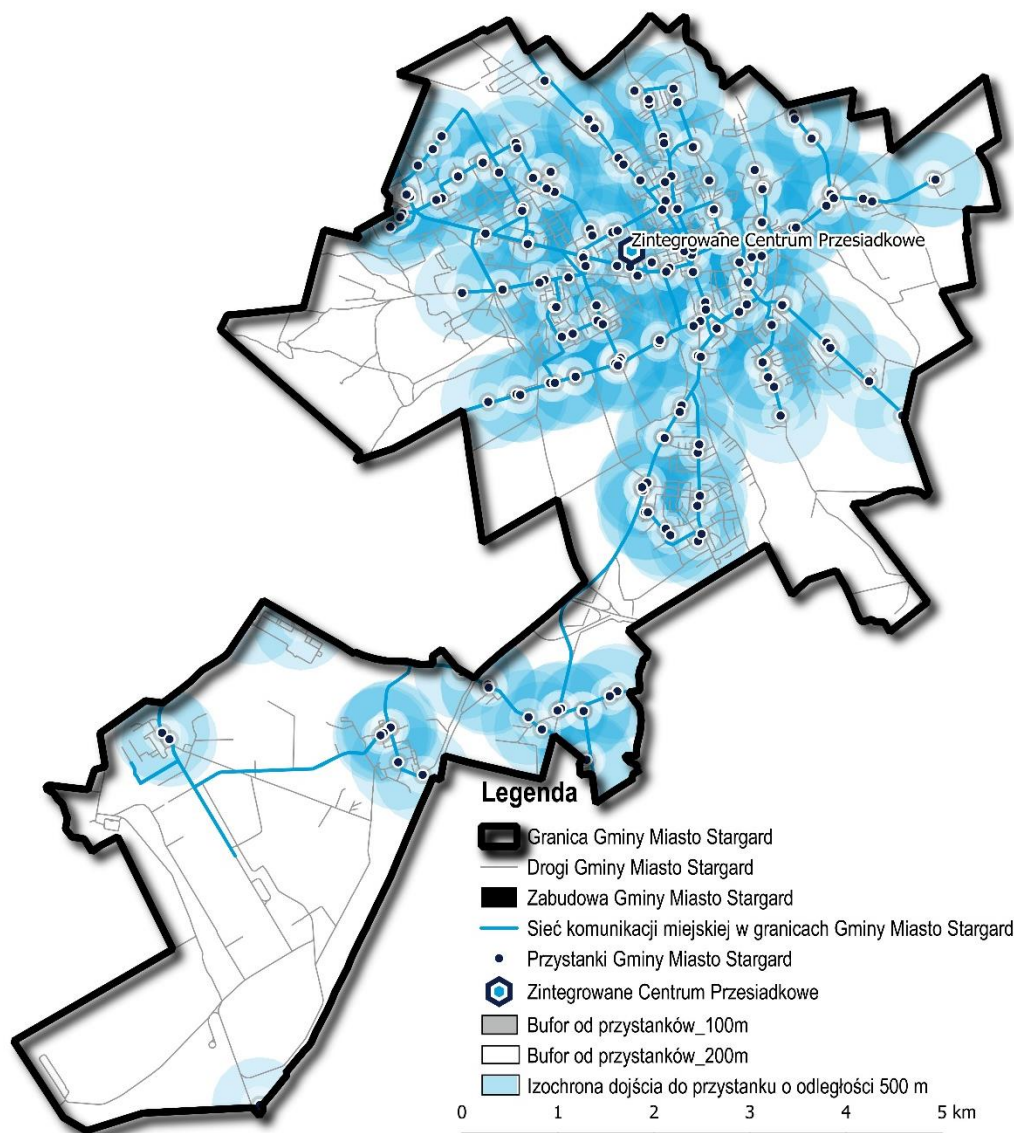 Zintegrowane Centrum Przesiadkowe
Legenda
Granica Gminy Miasto Stargard
Drogi Gminy Miasto Stargard
Zabudowa Gminy Miasto Stargard
Sieć komunikacji miejskiej w granicach Gminy Miasto Stargard
Przystanki Gminy Miasto Stargard
Zintegrowane Centrum Przesiadkowe
Bufor od przystanków_100m
Bufor od przystanków_200m
Izochrona dojścia do przystanku o odległości 500 m
0 1 2 3 4 5 km